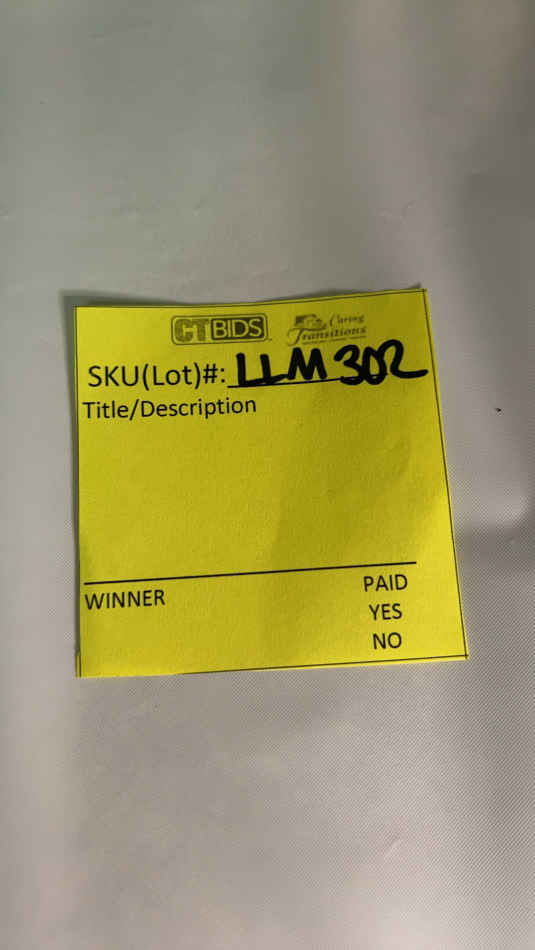 CTBIDS Caring Transitions
SKU(Lot)#: LLM 302
Title/Description
WINNER PAID
YES
NO